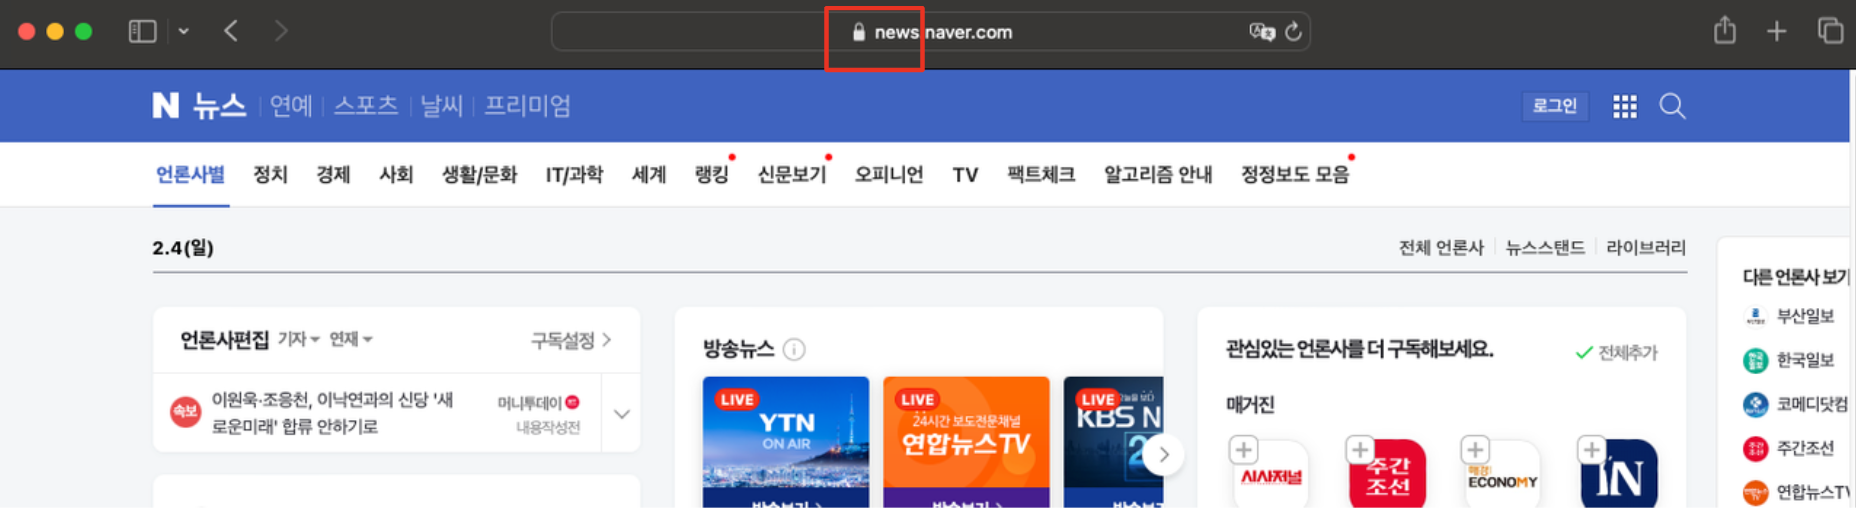 news.naver.com
N 뉴스 연예 스포츠 날씨 프리미엄 로그인
언론사별 정치 경제 사회 생활/문화 IT/과학 세계 랭킹 신문보기 오피니언 TV 팩트체크 알고리즘 안내 정정보도 모음
2.4(일) 전체 언론사 뉴스스탠드 라이브러리
언론사편집 기자 연재 구독설정
속보
이원욱·조응천, 이낙연과의 신당 '새
로운미래' 합류 안하기로
머니투데이
내용작성전
방송뉴스
LIVE
YTN
ON AIR
LIVE
24시간 보도전문채널
연합뉴스TV
LIVE
KBS N
2
관심있는 언론사를 더 구독해보세요. 전체추가
매거진
시사저널
주간
조선
매경
ECONOMY
IN
다른 언론사 보기
부산일보
한국일보
코메디닷컴
주간조선
연합뉴스TV